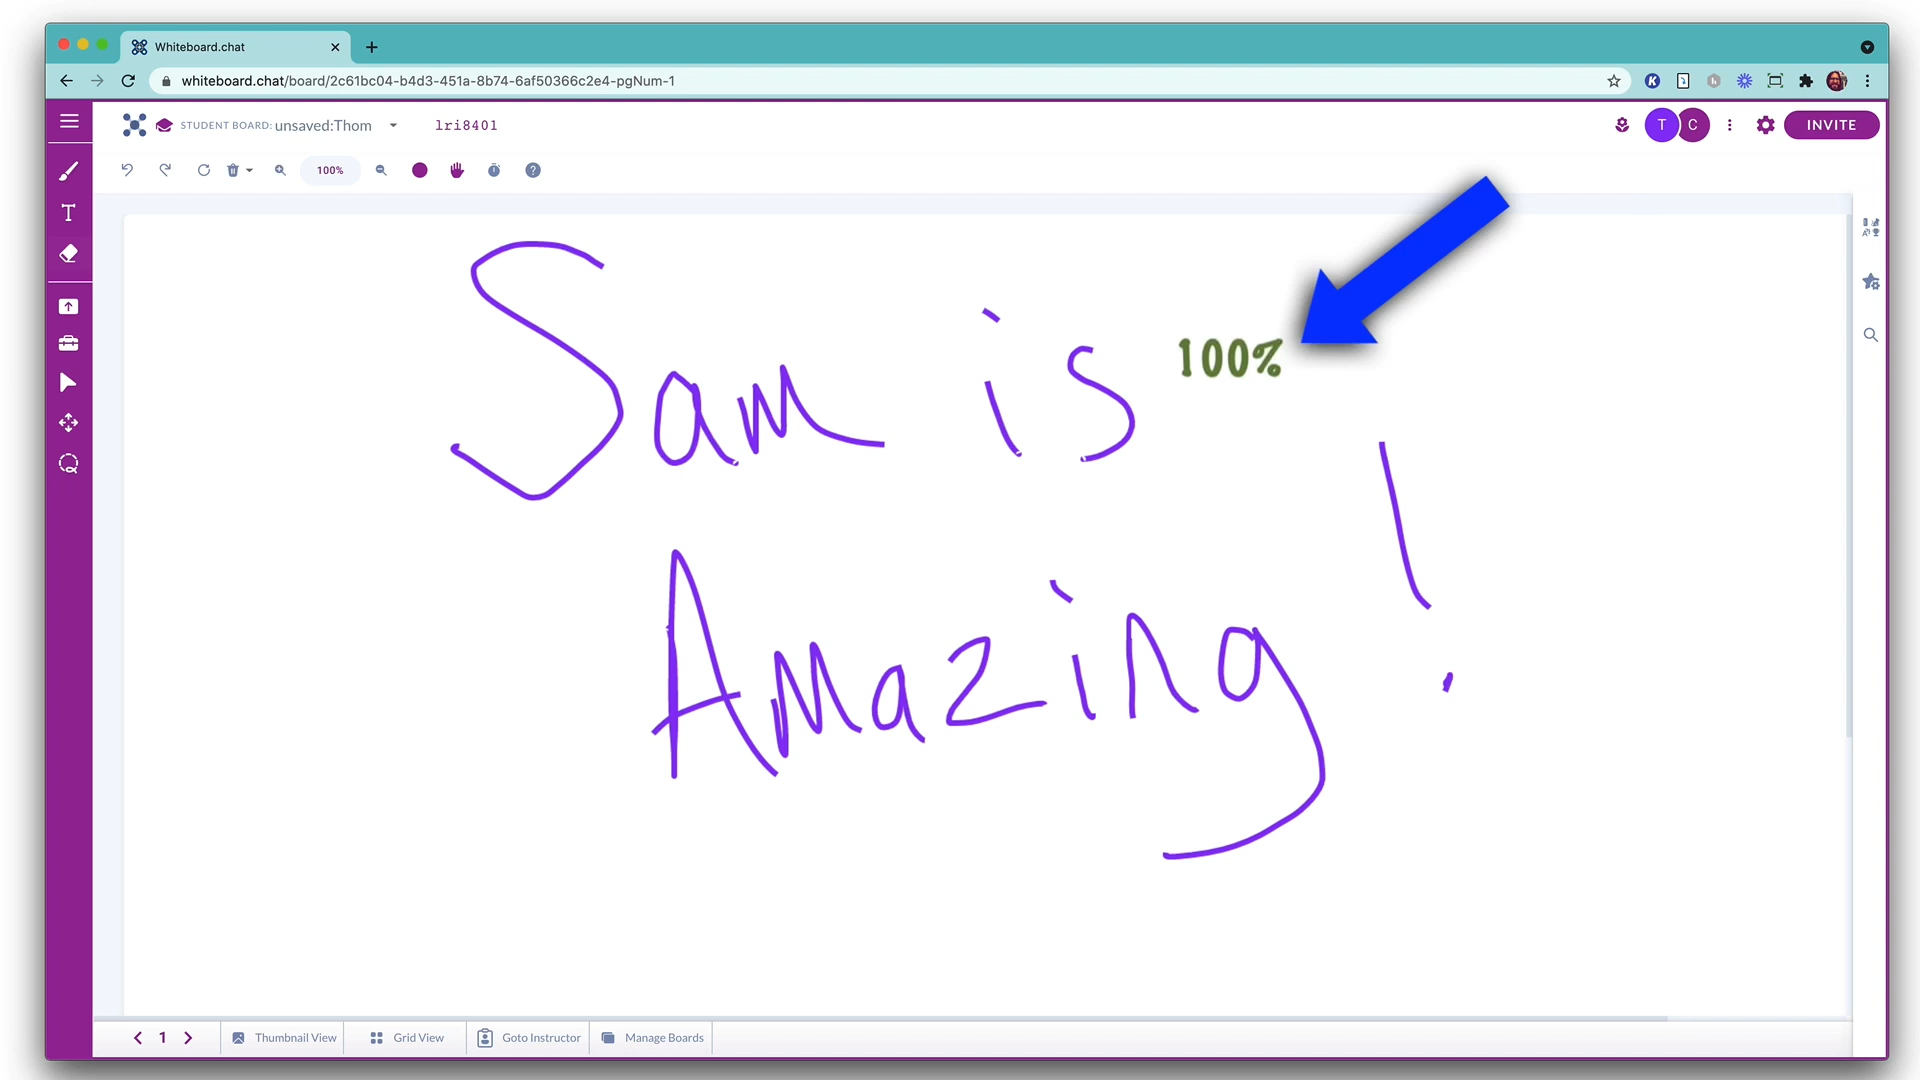 Whiteboard.chat
whiteboard.chat/board/2c61bc04-b4d3-451a-8b74-6af50366c2e4-pgNum-1
STUDENT BOARD: unsaved:Thom lri8401 T C INVITE
100%
Sam is 100%
Amazing!
1 Thumbnail View Grid View Goto Instructor Manage Boards